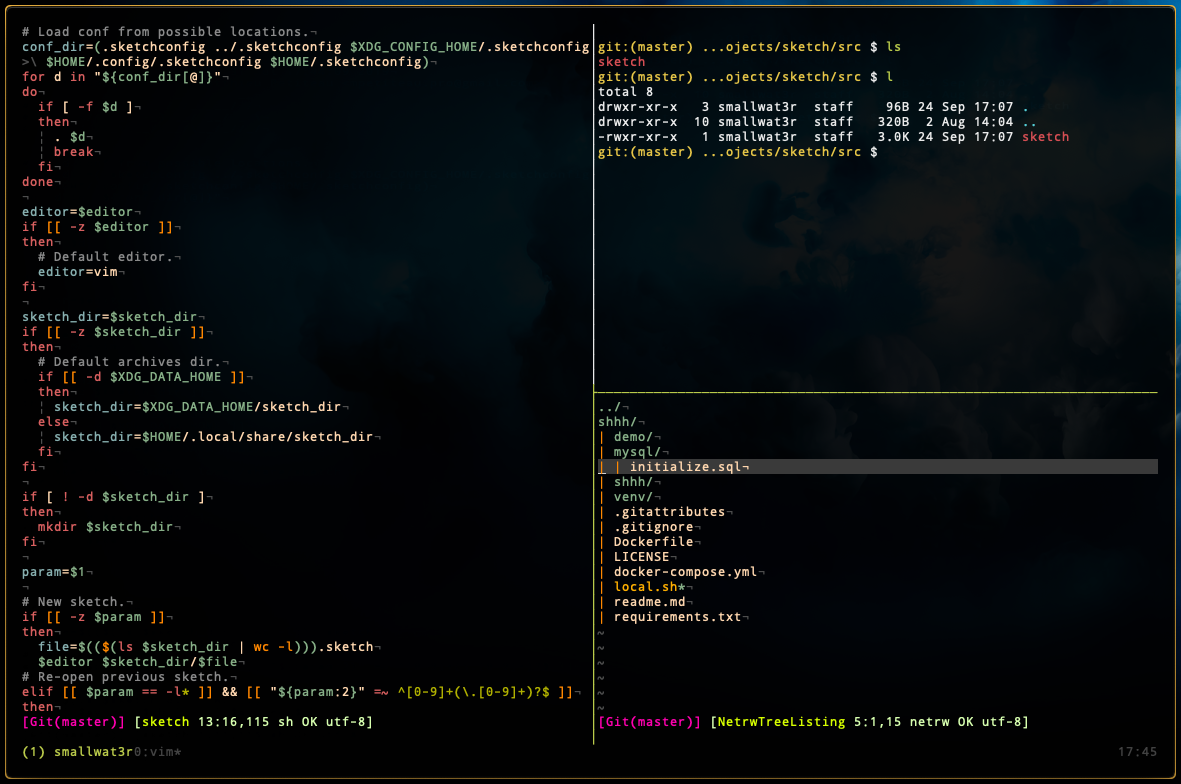 # Load conf from possible locations.¬
conf_dir=(.sketchconfig ../.sketchconfig $XDG_CONFIG_HOME/.sketchconfig
>\ $HOME/.config/.sketchconfig $HOME/.sketchconfig)¬
for d in "${conf_dir[@]}"¬
do¬
  if [ -f $d ]¬
  then¬
  ¦ . $d¬
  ¦ break¬
  fi¬
done¬
¬
editor=$editor¬
if [[ -z $editor ]]¬
then¬
  # Default editor.¬
  editor=vim¬
fi¬
¬
sketch_dir=$sketch_dir¬
if [[ -z $sketch_dir ]]¬
then¬
  # Default archives dir.¬
  if [[ -d $XDG_DATA_HOME ]]¬
  then¬
  ¦ sketch_dir=$XDG_DATA_HOME/sketch_dir¬
  else¬
  ¦ sketch_dir=$HOME/.local/share/sketch_dir¬
  fi¬
fi¬
¬
if [ ! -d $sketch_dir ]¬
then¬
  mkdir $sketch_dir¬
fi¬
¬
param=$1¬
¬
# New sketch.¬
if [[ -z $param ]]¬
then¬
  file=$(($(ls $sketch_dir | wc -l))).sketch¬
  $editor $sketch_dir/$file¬
# Re-open previous sketch.¬
elif [[ $param == -l* ]] && [[ "${param:2}" =~ ^[0-9]+(\.[0-9]+)?$ ]]¬
then¬
[Git(master)] [sketch 13:16,115 sh OK utf-8]
git:(master) ...ojects/sketch/src $ ls
sketch
git:(master) ...ojects/sketch/src $ l
total 8
drwxr-xr-x   3 smallwat3r  staff    96B 24 Sep 17:07 .
drwxr-xr-x  10 smallwat3r  staff   320B  2 Aug 14:04 ..
-rwxr-xr-x   1 smallwat3r  staff   3.0K 24 Sep 17:07 sketch
git:(master) ...ojects/sketch/src $
../¬
shhh/¬
| demo/¬
| mysql/¬
| | initialize.sql¬
| shhh/¬
| venv/¬
| .gitattributes¬
| .gitignore¬
| Dockerfile¬
| LICENSE¬
| docker-compose.yml¬
| local.sh*¬
| readme.md¬
| requirements.txt¬
~
~
~
~
~
~
[Git(master)] [NetrwTreeListing 5:1,15 netrw OK utf-8]
(1) smallwat3r0:vim*
17:45